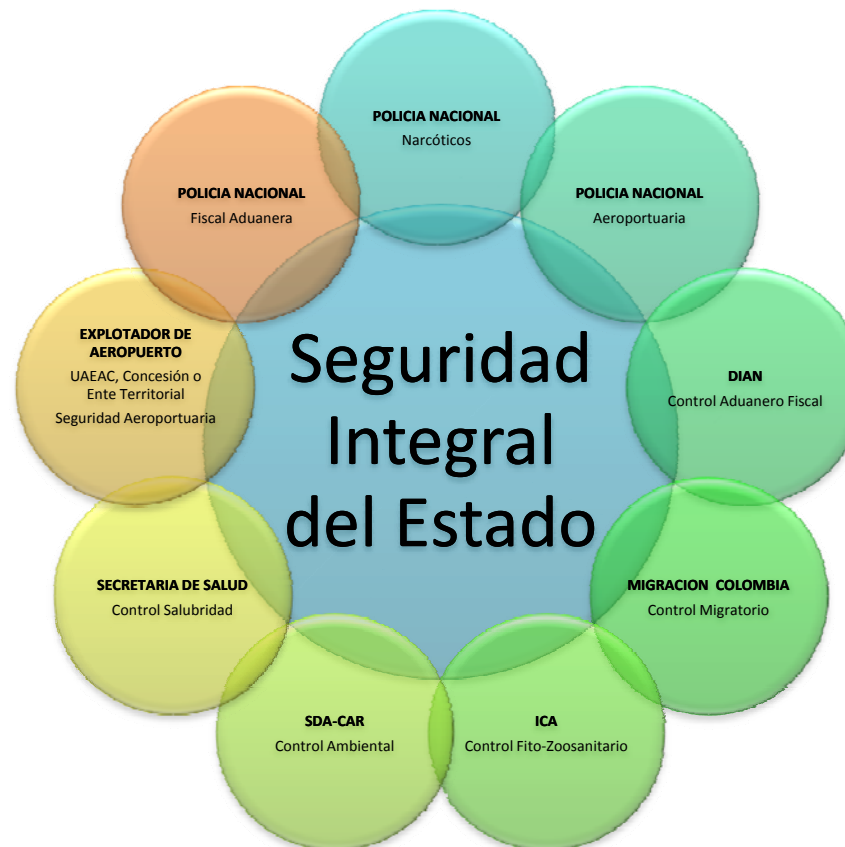 POLICIA NACIONAL
Narcóticos
POLICIA NACIONAL
Aeroportuaria
DIAN
Control Aduanero Fiscal
MIGRACION COLOMBIA
Control Migratorio
ICA
Control Fito-Zoosanitario
SDA-CAR
Control Ambiental
SECRETARIA DE SALUD
Control Salubridad
EXPLOTADOR DE
AEROPUERTO
UAEAC, Concesión o
Ente Territorial
Seguridad Aeroportuaria
POLICIA NACIONAL
Fiscal Aduanera
Seguridad
Integral
del Estado